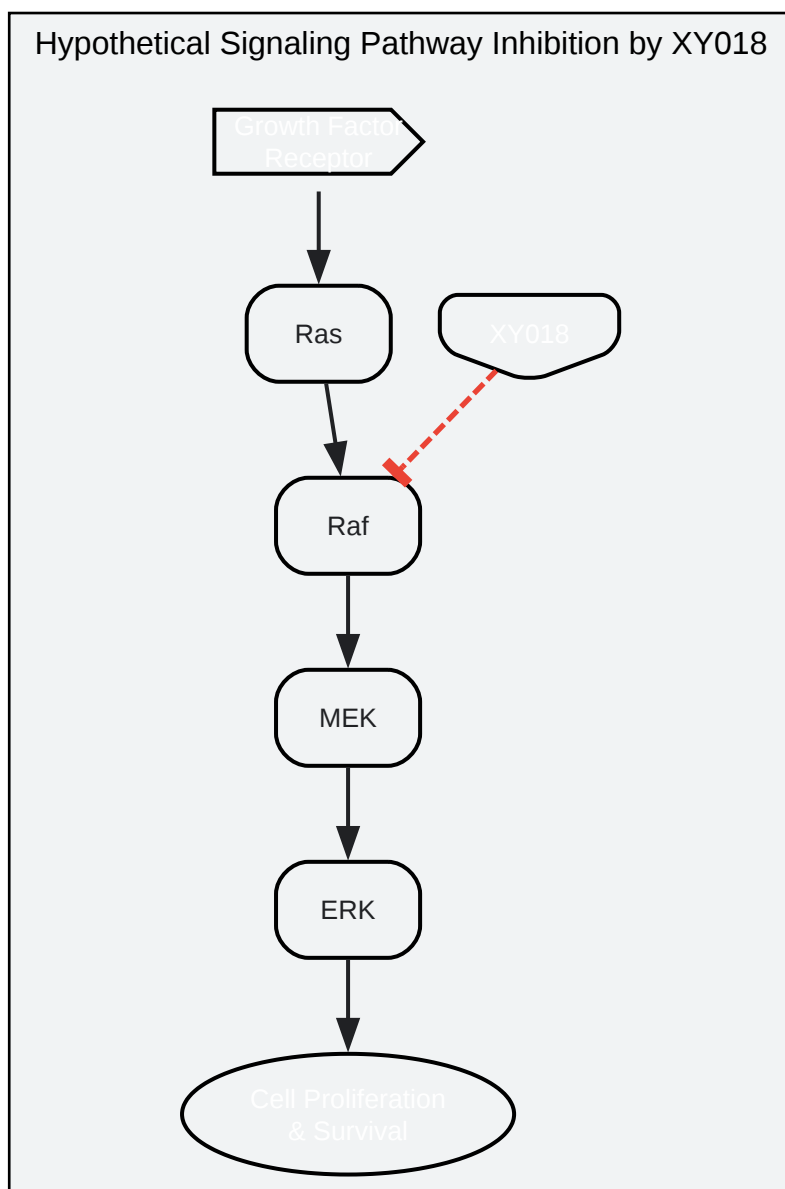 Hypothetical Signaling Pathway Inhibition by XY018
Growth Factor
Receptor
Ras
XY018
Raf
MEK
ERK
Cell Proliferation
& Survival